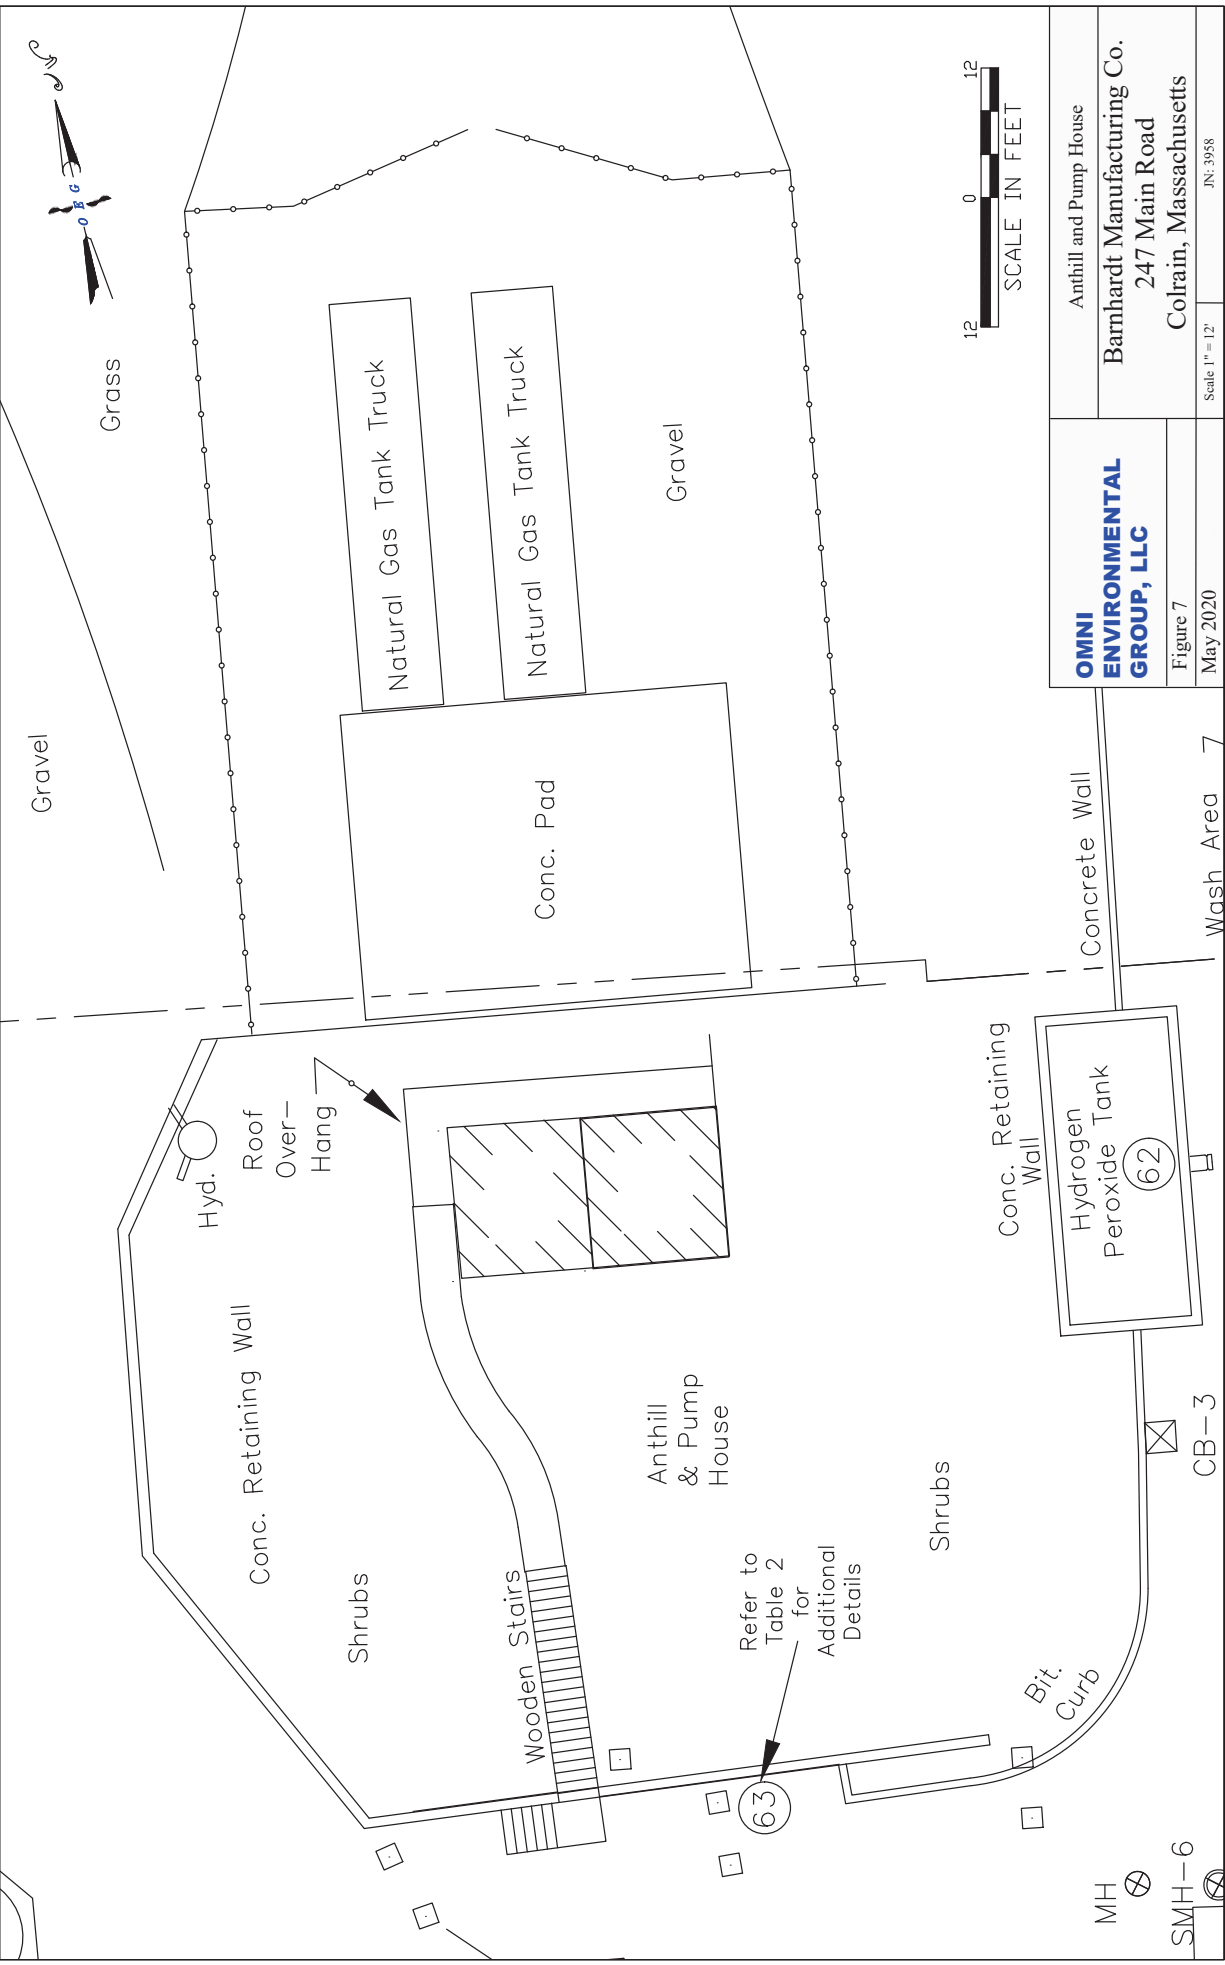 Gravel
Grass
N
O E G
Natural Gas Tank Truck
Natural Gas Tank Truck
Gravel
Conc. Pad
Hyd.
Roof
Over-
Hang
Conc. Retaining Wall
Shrubs
Wooden Stairs
Anthill
& Pump
House
Refer to
Table 2
for
Additional
Details
63
Shrubs
Bit.
Curb
Conc. Retaining
Wall
Hydrogen
Peroxide Tank
62
Concrete Wall
Wash Area 7
CB-3
MH
SMH-6
12 0 12
SCALE IN FEET
OMNI
ENVIRONMENTAL
GROUP, LLC
Figure 7
May 2020
Anthill and Pump House
Barnhardt Manufacturing Co.
247 Main Road
Colrain, Massachusetts
Scale 1" = 12'
JN: 3958